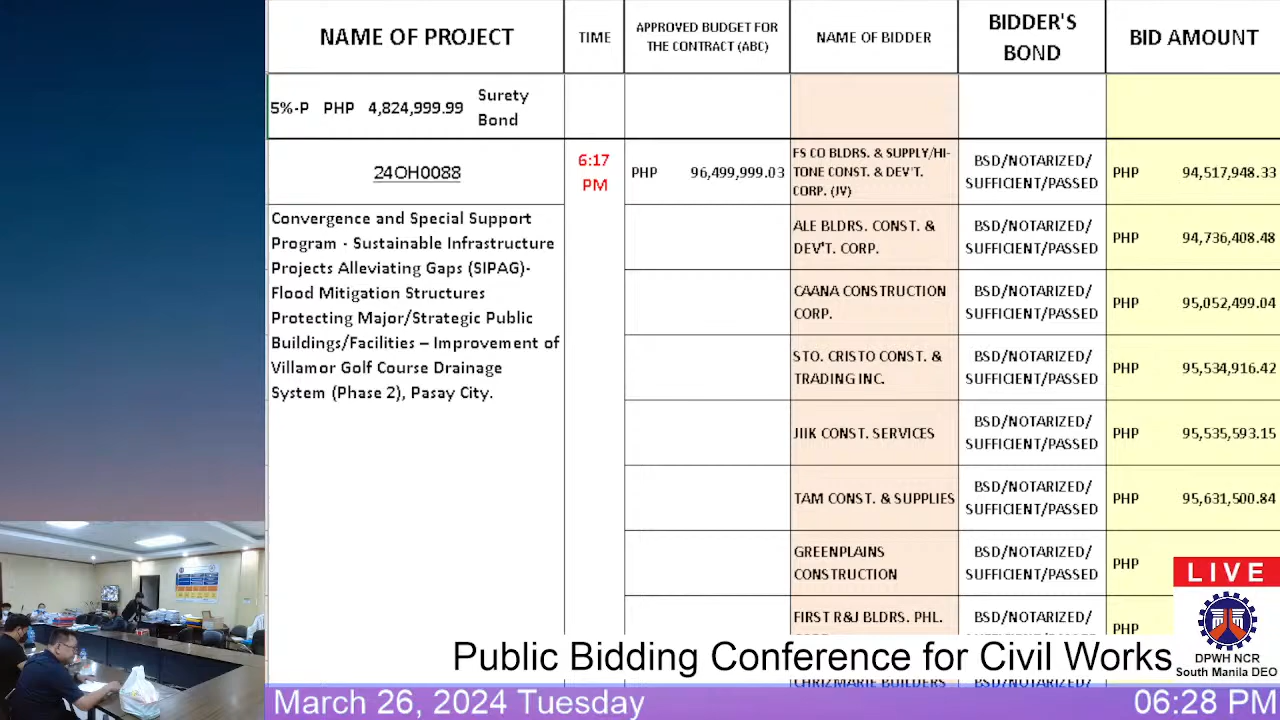 NAME OF PROJECT
TIME
APPROVED BUDGET FOR
THE CONTRACT (ABC)
NAME OF BIDDER
BIDDER'S
BOND
BID AMOUNT
5%-P PHP 4,824,999.99 Surety
Bond
24OH0088
6:17
PM
PHP 96,499,999.03
FS CO BLDRS. & SUPPLY/HI-
TONE CONST. & DEV'T.
CORP. (JV)
BSD/NOTARIZED/
SUFFICIENT/PASSED
PHP 94,517,948.33
Convergence and Special Support
Program - Sustainable Infrastructure
Projects Alleviating Gaps (SIPAG)-
Flood Mitigation Structures
Protecting Major/Strategic Public
Buildings/Facilities – Improvement of
Villamor Golf Course Drainage
System (Phase 2), Pasay City.
ALE BLDRS. CONST. &
DEV'T. CORP.
BSD/NOTARIZED/
SUFFICIENT/PASSED
PHP 94,736,408.48
CAANA CONSTRUCTION
CORP.
BSD/NOTARIZED/
SUFFICIENT/PASSED
PHP 95,052,499.04
STO. CRISTO CONST. &
TRADING INC.
BSD/NOTARIZED/
SUFFICIENT/PASSED
PHP 95,534,916.42
JIIK CONST. SERVICES
BSD/NOTARIZED/
SUFFICIENT/PASSED
PHP 95,535,593.15
TAM CONST. & SUPPLIES
BSD/NOTARIZED/
SUFFICIENT/PASSED
PHP 95,631,500.84
GREENPLAINS
CONSTRUCTION
BSD/NOTARIZED/
SUFFICIENT/PASSED
PHP
FIRST R&J BLDRS. PHL.
BSD/NOTARIZED/
PHP
CHRIZMARIE BUILDERS
BSD/NOTARIZED/
LIVE
DPWH NCR
South Manila DEO
Public Bidding Conference for Civil Works
March 26, 2024 Tuesday
06:28 PM